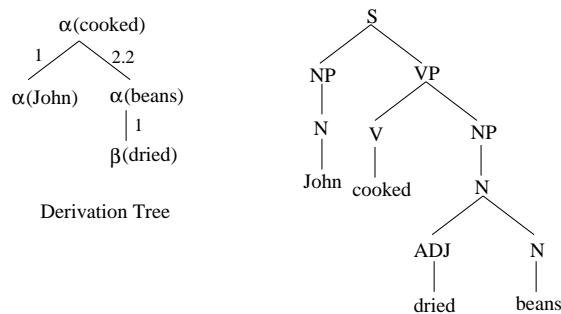 α(cooked)
1 2.2
α(John) α(beans)
1
β(dried)
Derivation Tree
S
NP VP
N V NP
John cooked N
ADJ N
dried beans